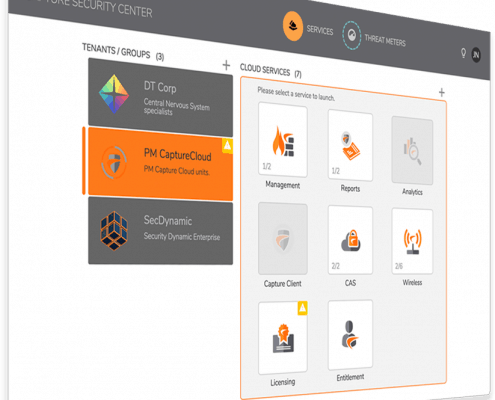 TURE SECURITY CENTER
SERVICES
THREAT METERS
JN
TENANTS / GROUPS (3)
DT Corp
Central Nervous System
specialists
PM CaptureCloud
PM Capture Cloud units.
SecDynamic
Security Dynamic Enterprise
CLOUD SERVICES (7)
Please select a service to launch.
1/2
Management
1/2
Reports
Analytics
Capture Client
2/2
CAS
2/6
Wireless
Licensing
Entitlement